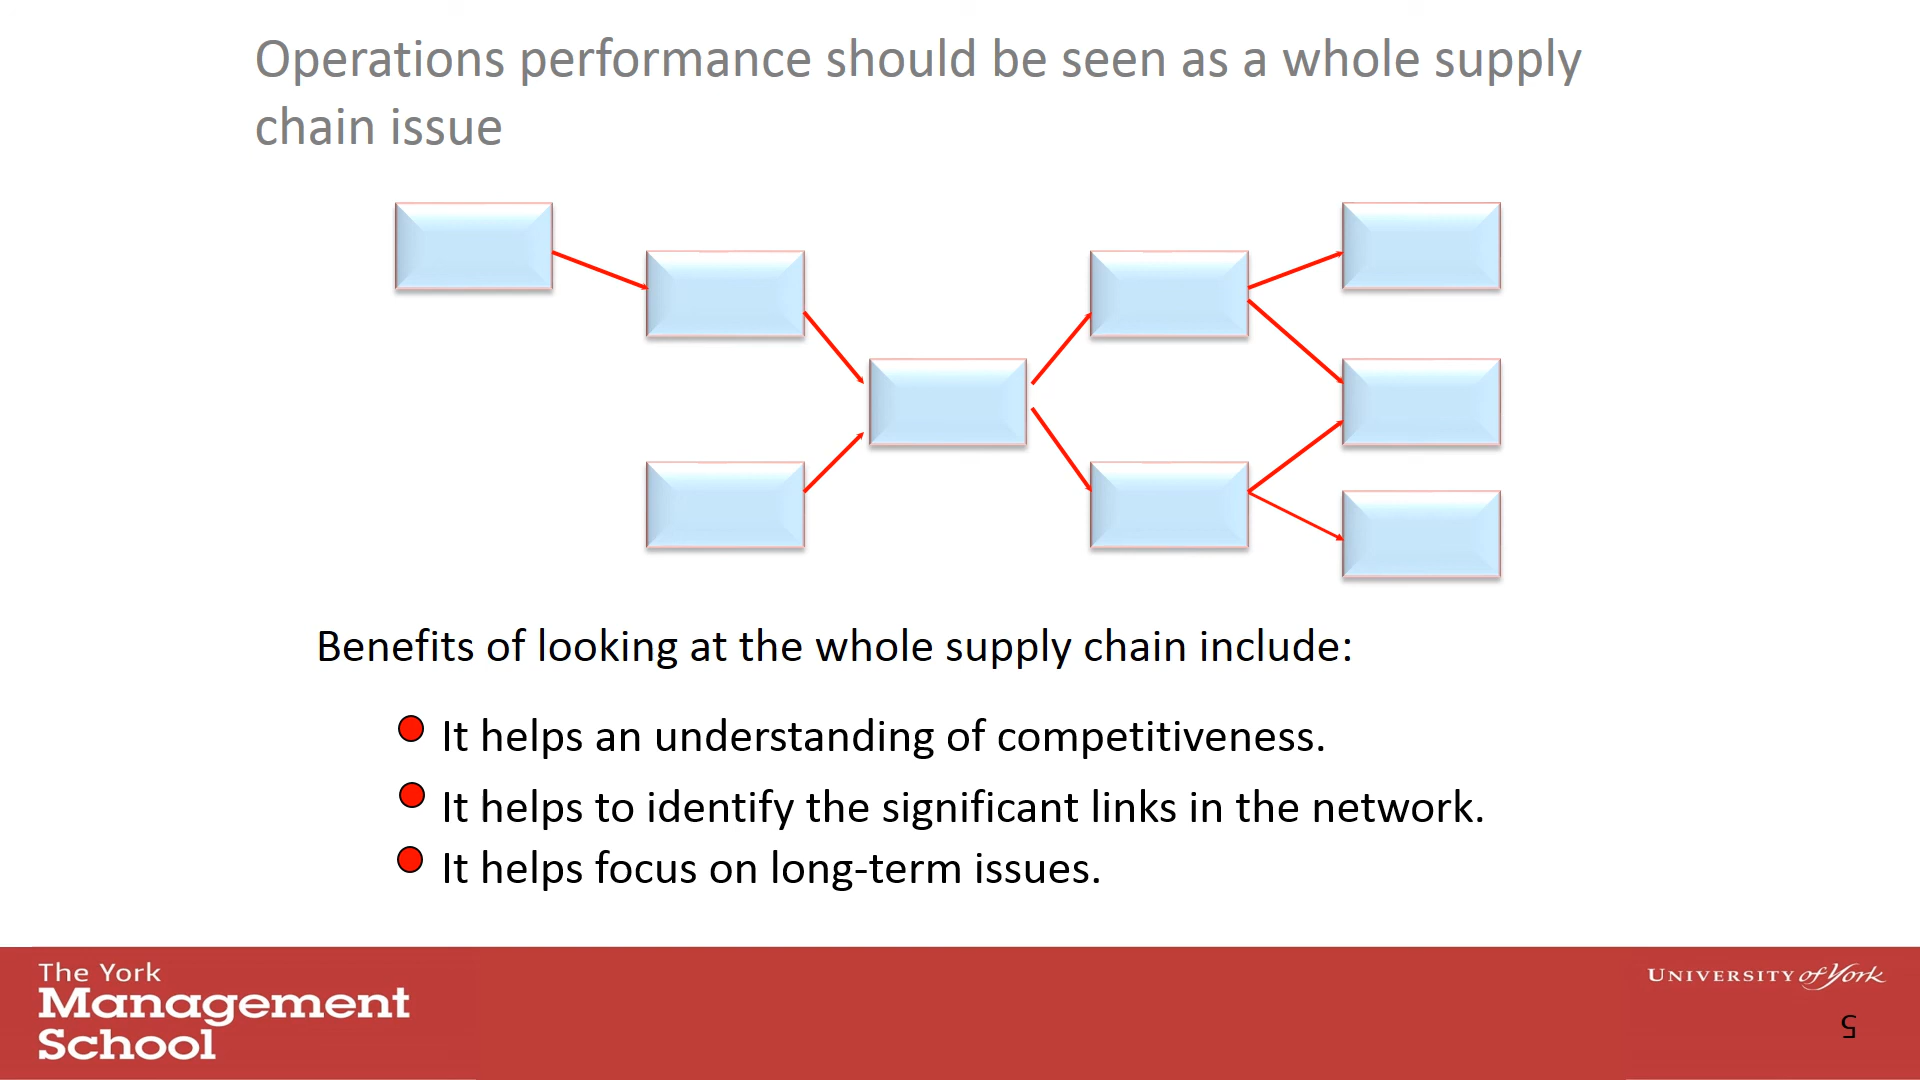 Operations performance should be seen as a whole supply
chain issue
Benefits of looking at the whole supply chain include:
It helps an understanding of competitiveness.
It helps to identify the significant links in the network.
It helps focus on long-term issues.
The York
Management
School
UNIVERSITY of York
5